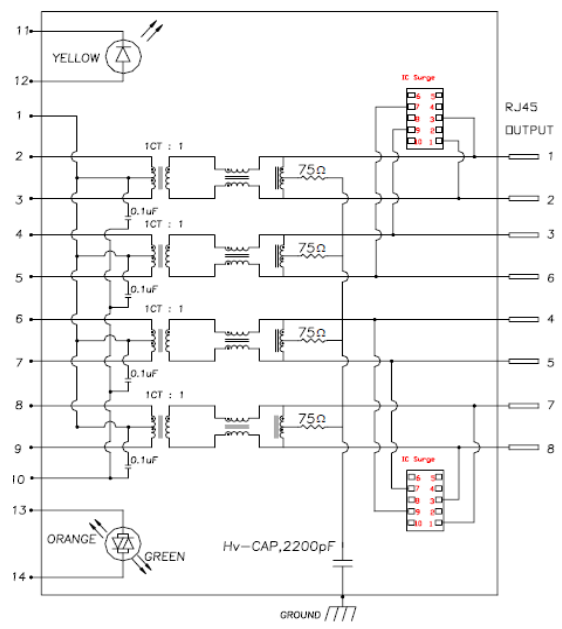 11
YELLOW
12
1
1CT : 1
2
75Ω
3
0.1uF
1CT : 1
4
75Ω
5
0.1uF
1CT : 1
6
75Ω
7
0.1uF
1CT : 1
8
75Ω
9
0.1uF
10
13
ORANGE
GREEN
14
Hv-CAP,2200pF
GROUND
IC Surge
6 5
7 4
8 3
9 2
10 1
RJ45
OUTPUT
1
2
3
6
4
5
7
8
IC Surge
6 5
7 4
8 3
9 2
10 1